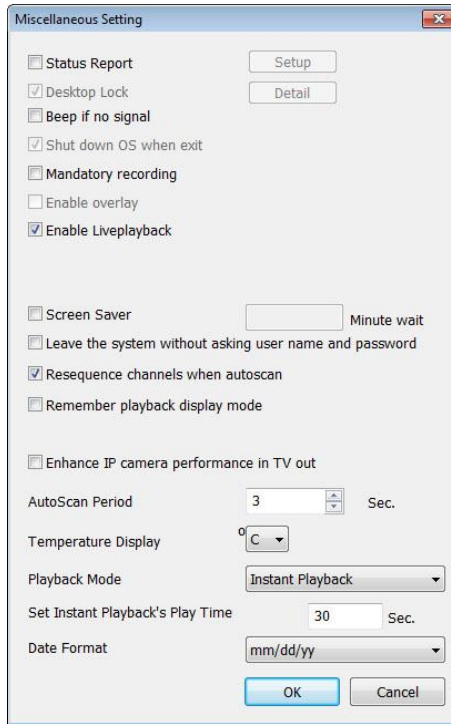 Miscellaneous Setting
Status Report Setup
Desktop Lock Detail
Beep if no signal
Shut down OS when exit
Mandatory recording
Enable overlay
Enable Liveplayback
Screen Saver Minute wait
Leave the system without asking user name and password
Resequence channels when autoscan
Remember playback display mode
Enhance IP camera performance in TV out
AutoScan Period 3 Sec.
Temperature Display °C
Playback Mode Instant Playback
Set Instant Playback's Play Time 30 Sec.
Date Format mm/dd/yy
OK Cancel